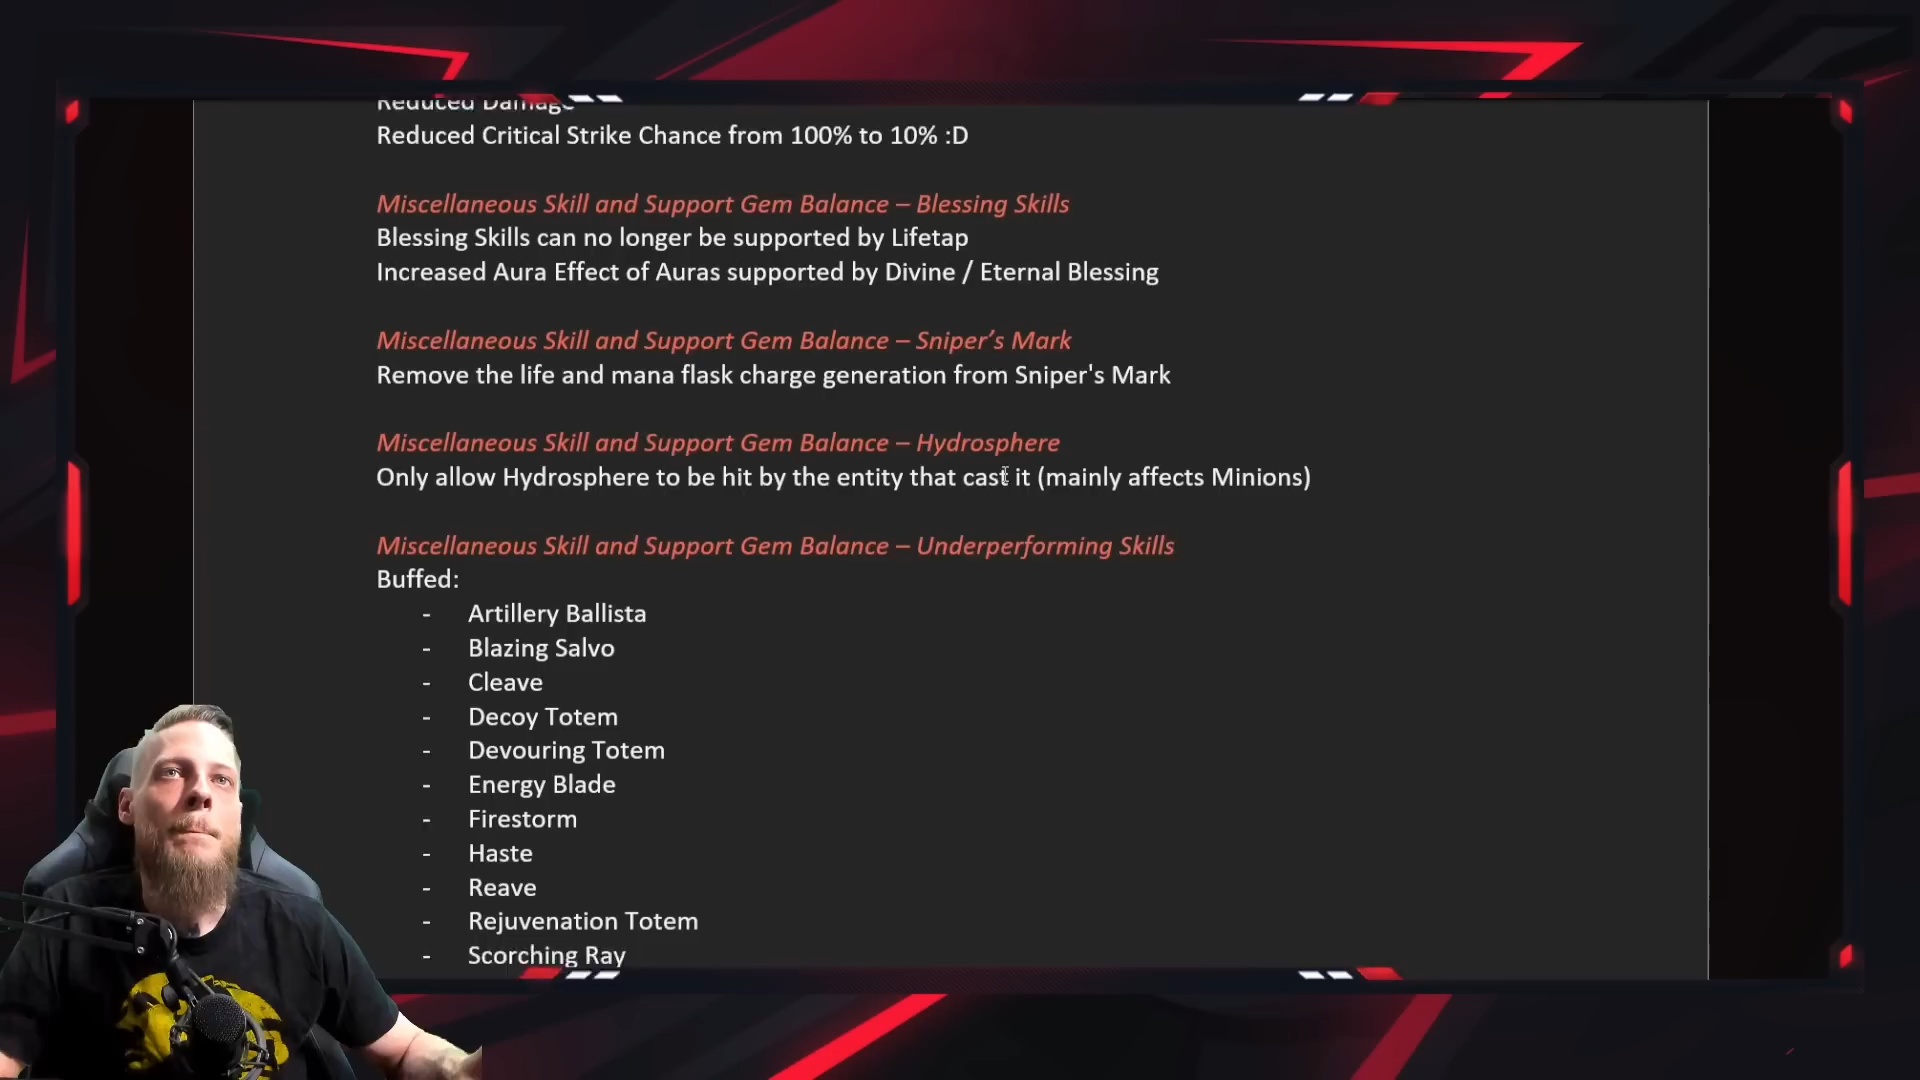 Reduced Damage
Reduced Critical Strike Chance from 100% to 10% :D
Miscellaneous Skill and Support Gem Balance – Blessing Skills
Blessing Skills can no longer be supported by Lifetap
Increased Aura Effect of Auras supported by Divine / Eternal Blessing
Miscellaneous Skill and Support Gem Balance – Sniper’s Mark
Remove the life and mana flask charge generation from Sniper's Mark
Miscellaneous Skill and Support Gem Balance – Hydrosphere
Only allow Hydrosphere to be hit by the entity that cast it (mainly affects Minions)
Miscellaneous Skill and Support Gem Balance – Underperforming Skills
Buffed:
- Artillery Ballista
- Blazing Salvo
- Cleave
- Decoy Totem
- Devouring Totem
- Energy Blade
- Firestorm
- Haste
- Reave
- Rejuvenation Totem
- Scorching Ray